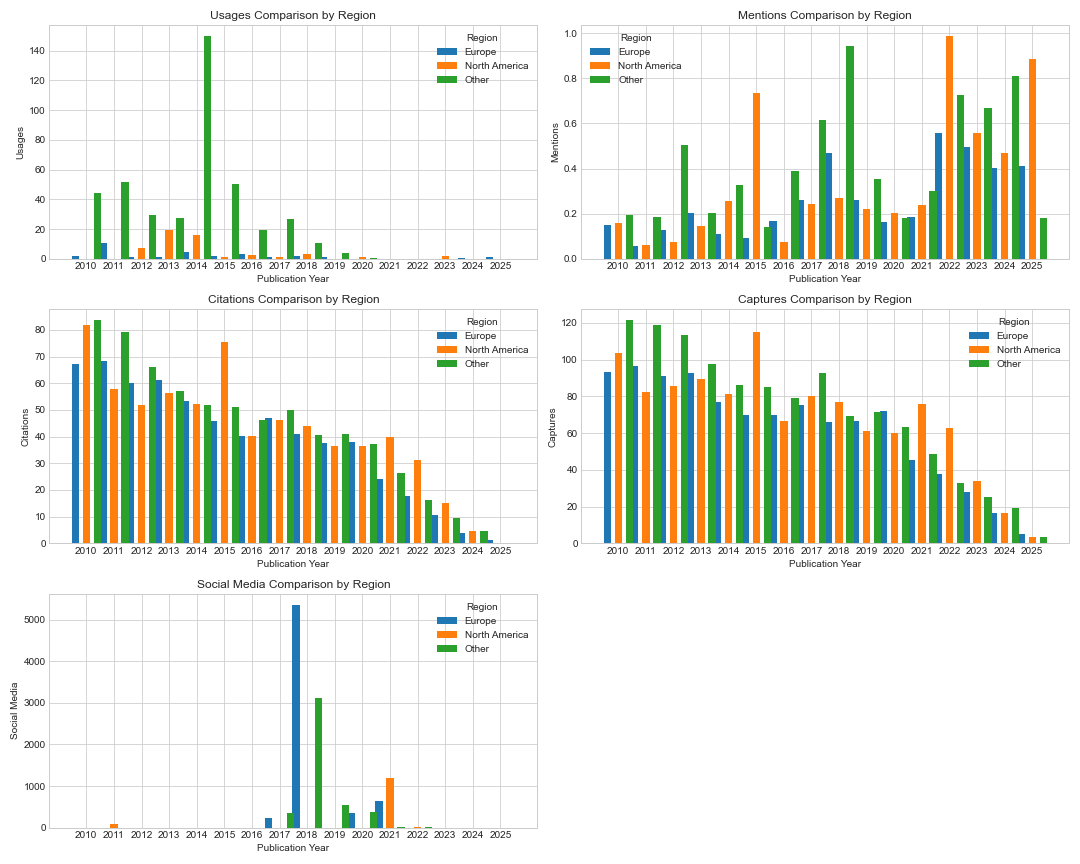 Usages Comparison by Region
Usages
140
120
100
80
60
40
20
0
Region
Europe
North America
Other
2010 2011 2012 2013 2014 2015 2016 2017 2018 2019 2020 2021 2022 2023 2024 2025
Publication Year
Mentions Comparison by Region
Mentions
1.0
0.8
0.6
0.4
0.2
0.0
Region
Europe
North America
Other
2010 2011 2012 2013 2014 2015 2016 2017 2018 2019 2020 2021 2022 2023 2024 2025
Publication Year
Citations Comparison by Region
Citations
80
70
60
50
40
30
20
10
0
Region
Europe
North America
Other
2010 2011 2012 2013 2014 2015 2016 2017 2018 2019 2020 2021 2022 2023 2024 2025
Publication Year
Captures Comparison by Region
Captures
120
100
80
60
40
20
0
Region
Europe
North America
Other
2010 2011 2012 2013 2014 2015 2016 2017 2018 2019 2020 2021 2022 2023 2024 2025
Publication Year
Social Media Comparison by Region
Social Media
5000
4000
3000
2000
1000
0
Region
Europe
North America
Other
2010 2011 2012 2013 2014 2015 2016 2017 2018 2019 2020 2021 2022 2023 2024 2025
Publication Year